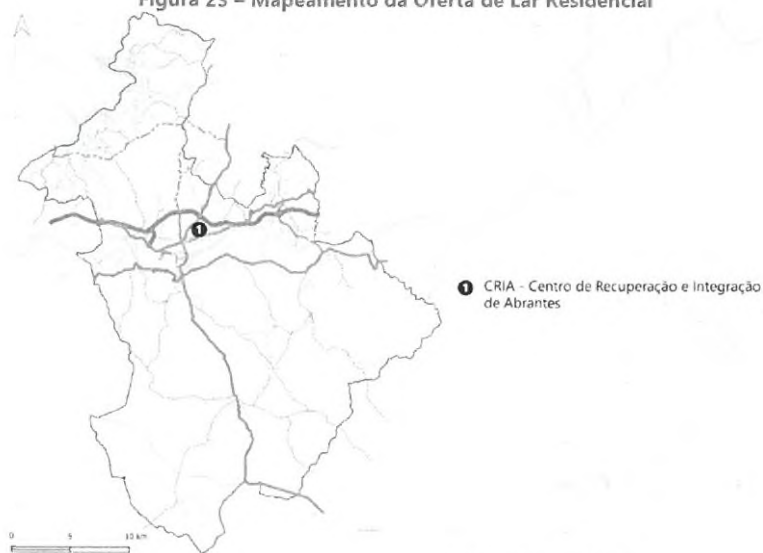 Figura 23 – Mapeamento da Oferta de Lar Residencial
1
1 CRIA - Centro de Recuperação e Integração
de Abrantes
0 5 10 km